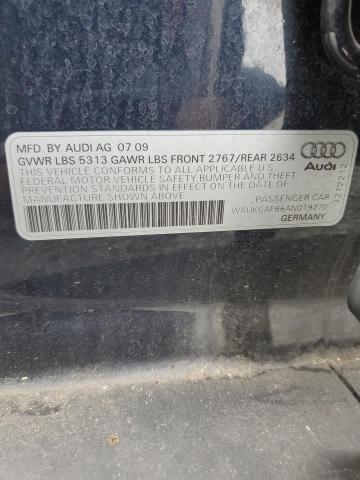 MFD. BY AUDI AG 07 09
GVWR LBS 5313 GAWR LBS FRONT 2767/REAR 2634
THIS VEHICLE CONFORMS TO ALL APPLICABLE U S
FEDERAL MOTOR VEHICLE SAFETY BUMPER AND THEFT
PREVENTION STANDARDS IN EFFECT ON THE DATE OF
MANUFACTURE SHOWN ABOVE
Audi
PASSENGER CAR
WAUKGAFB6AN019270
GERMANY